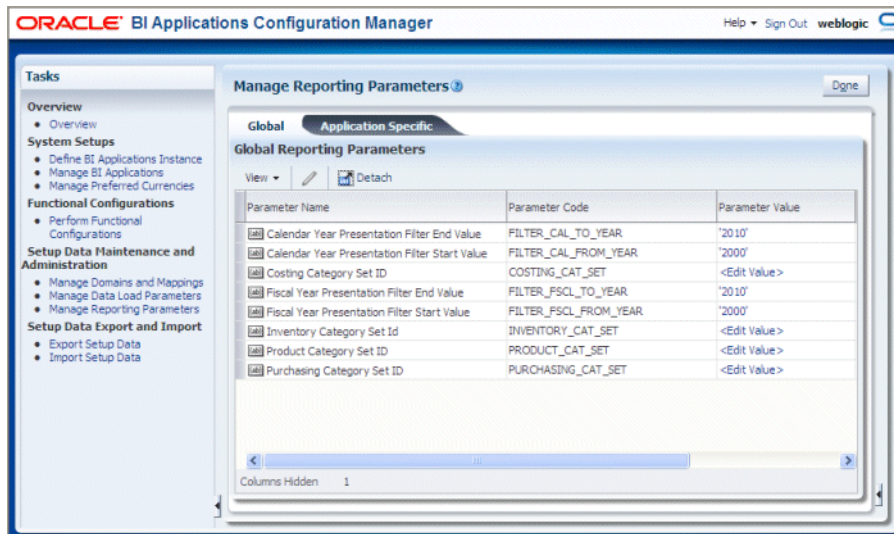 ORACLE BI Applications Configuration Manager
Help Sign Out weblogic
Tasks
Overview
Overview
System Setups
Define BI Applications Instance
Manage BI Applications
Manage Preferred Currencies
Functional Configurations
Perform Functional
Configurations
Setup Data Maintenance and
Administration
Manage Domains and Mappings
Manage Data Load Parameters
Manage Reporting Parameters
Setup Data Export and Import
Export Setup Data
Import Setup Data
Manage Reporting Parameters
Done
Global Application Specific
Global Reporting Parameters
View Detach
Parameter Name Parameter Code Parameter Value
Calendar Year Presentation Filter End Value FILTER_CAL_TO_YEAR '2010'
Calendar Year Presentation Filter Start Value FILTER_CAL_FROM_YEAR '2000'
Costing Category Set ID COSTING_CAT_SET <Edit Value>
Fiscal Year Presentation Filter End Value FILTER_FSCL_TO_YEAR '2010'
Fiscal Year Presentation Filter Start Value FILTER_FSCL_FROM_YEAR '2000'
Inventory Category Set Id INVENTORY_CAT_SET <Edit Value>
Product Category Set ID PRODUCT_CAT_SET <Edit Value>
Purchasing Category Set ID PURCHASING_CAT_SET <Edit Value>
Columns Hidden 1